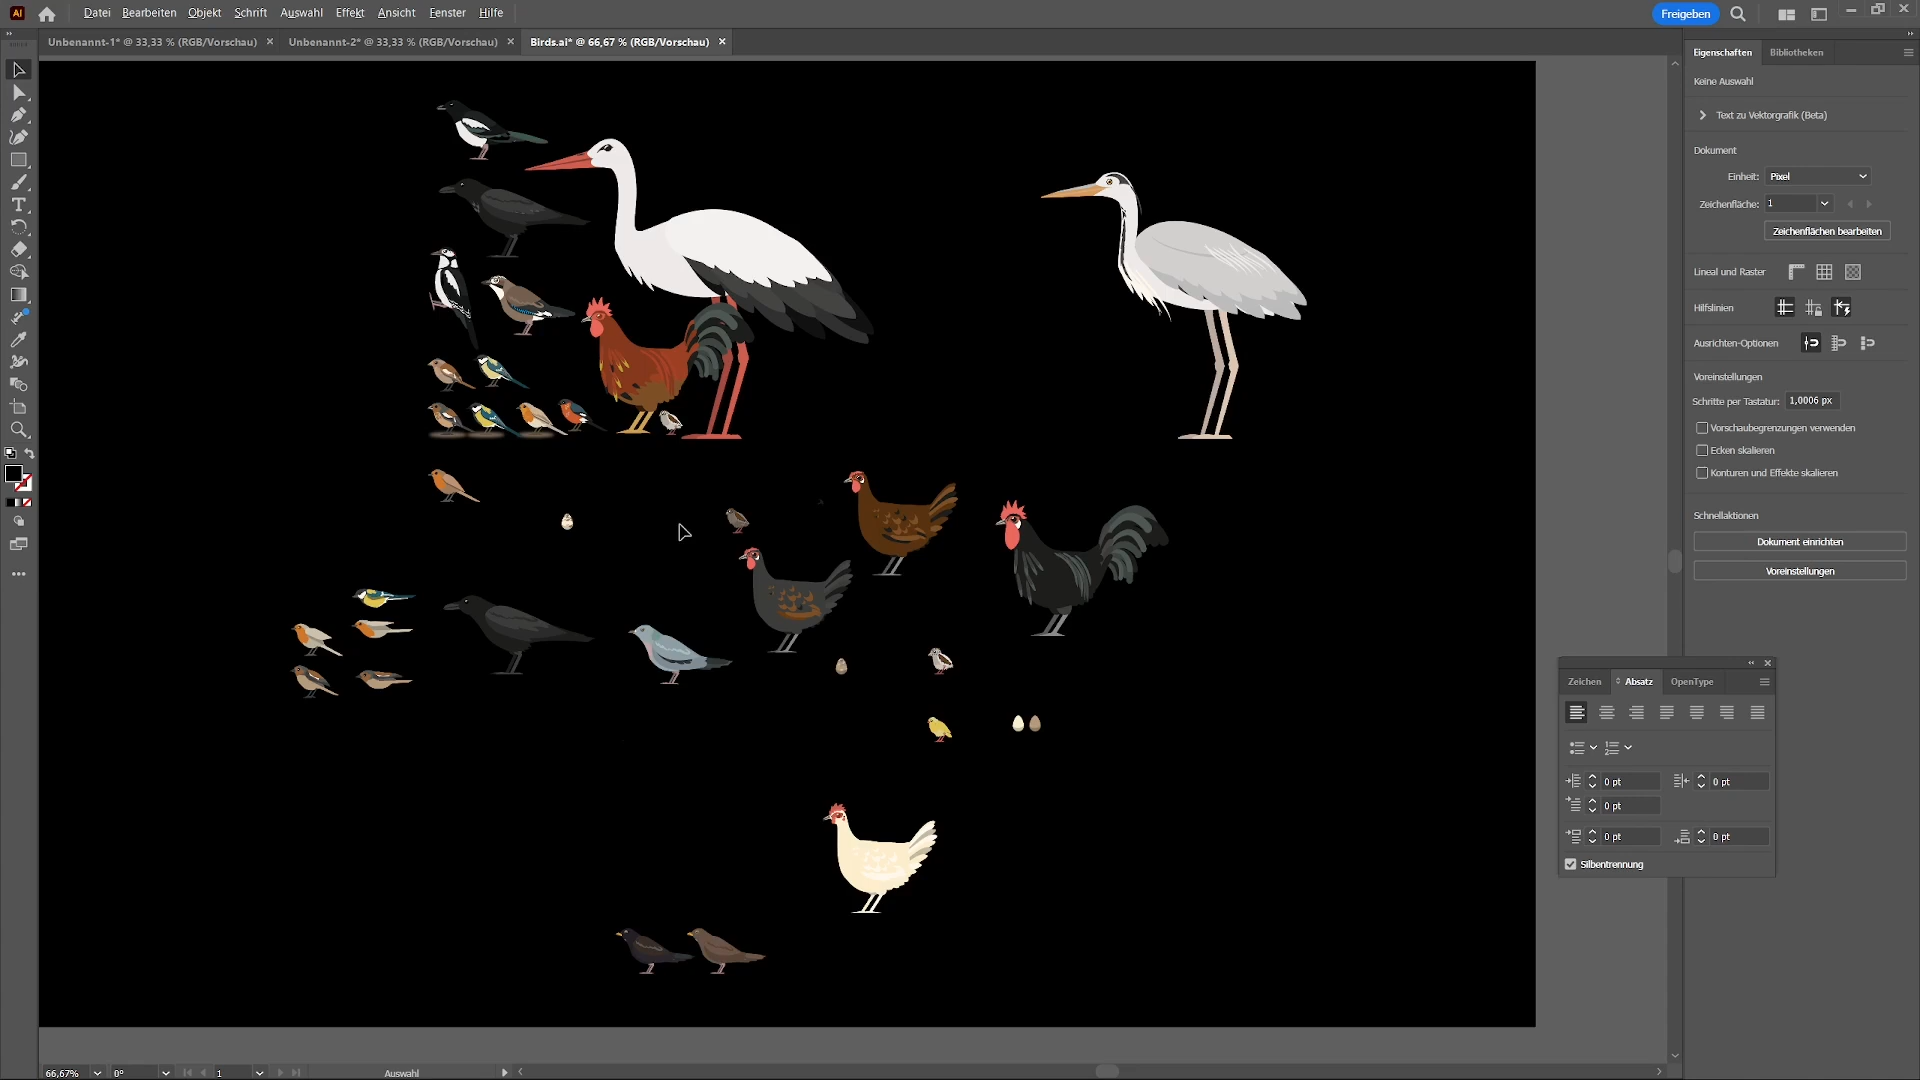 Ai
Datei Bearbeiten Objekt Schrift Auswahl Effekt Ansicht Fenster Hilfe
Freigeben
Unbenannt-1* @ 33,33 % (RGB/Vorschau)
Unbenannt-2* @ 33,33 % (RGB/Vorschau)
Birds.ai* @ 66,67 % (RGB/Vorschau)
Eigenschaften
Bibliotheken
Keine Auswahl
Text zu Vektorgrafik (Beta)
Dokument
Einheit: Pixel
Zeichenfläche: 1
Zeichenflächen bearbeiten
Lineal und Raster
Hilfslinien
Ausrichten-Optionen
Voreinstellungen
Schritte per Tastatur: 1,0006 px
Vorschaubegrenzungen verwenden
Ecken skalieren
Konturen und Effekte skalieren
Schnellaktionen
Dokument einrichten
Voreinstellungen
Zeichen
Absatz
OpenType
0 pt
0 pt
0 pt
0 pt
0 pt
Silbentrennung
66,67%
0°
1
Auswahl